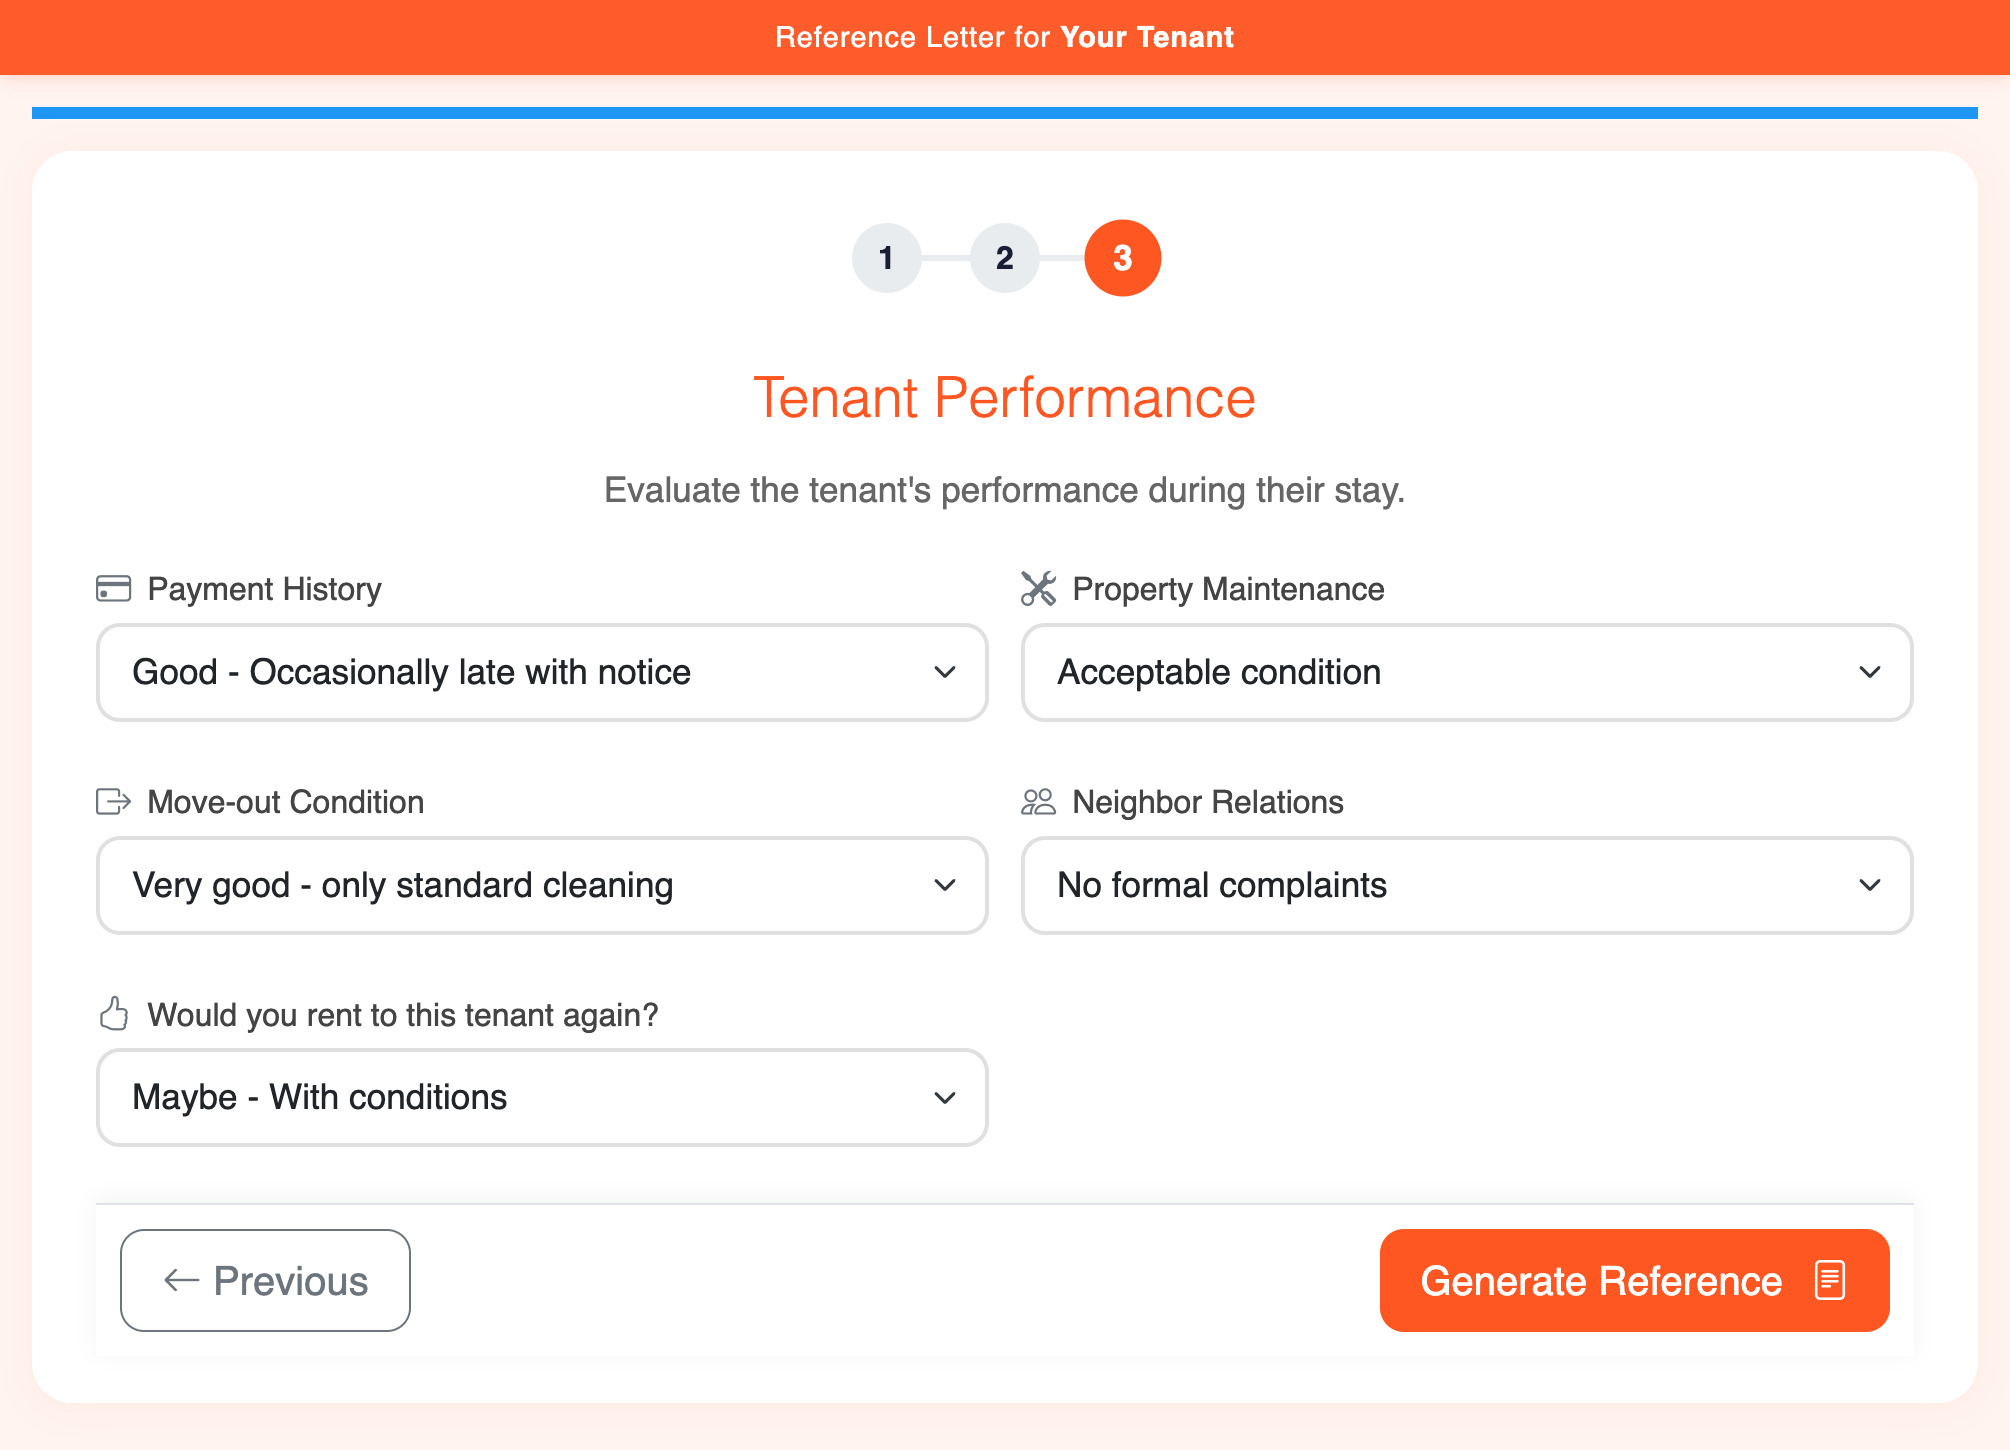 Reference Letter for Your Tenant
1 2 3
Tenant Performance
Evaluate the tenant's performance during their stay.
Payment History
Good - Occasionally late with notice
Property Maintenance
Acceptable condition
Move-out Condition
Very good - only standard cleaning
Neighbor Relations
No formal complaints
Would you rent to this tenant again?
Maybe - With conditions
Previous
Generate Reference